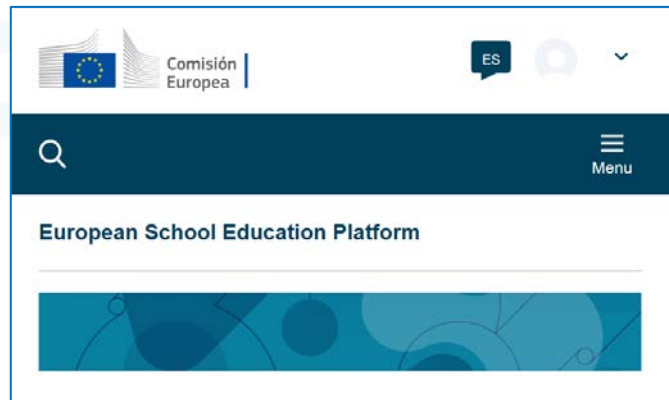 Comisión
Europea
ES
Menu
European School Education Platform